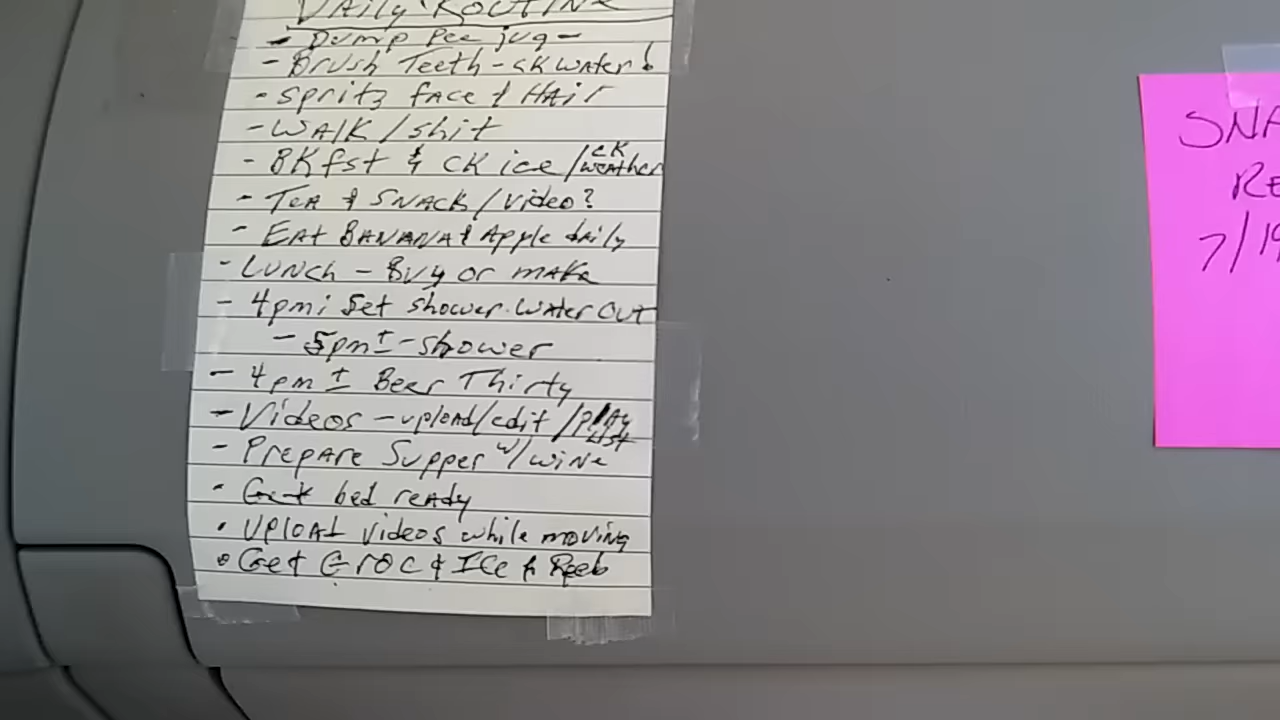 Daily Routine
- Dump Pee jug -
- Brush Teeth - CK water!
- Spritz face & Hair
- Walk/shit
- BKfst & CK ice / CK weather
- Tea & Snack / Video?
- Eat Banana & Apple daily
- Lunch - Buy or make
- 4pm: Set shower water out
- 5pm ± - shower
- 4pm ± Beer Thirty
- Videos - upload/edit/Play list
- Prepare Supper w/ wine
- Get bed ready
• Upload videos while moving
• Get Groc & Ice & Reeb
SNA
RE
7/19